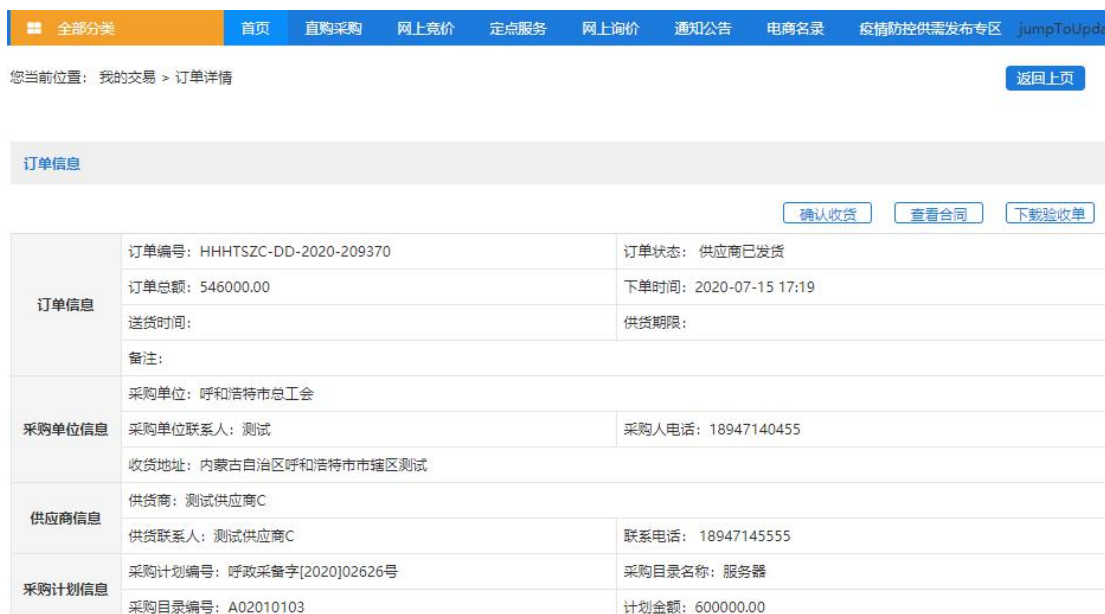 全部分类 首页 直购采购 网上竞价 定点服务 网上询价 通知公告 电商名录 疫情防控供需发布专区 jumpToUpda
您当前位置： 我的交易 > 订单详情 返回上页
订单信息
确认收货 查看合同 下载验收单
订单编号：HHHTSZC-DD-2020-209370 订单状态： 供应商已发货
订单信息
订单总额：546000.00 下单时间：2020-07-15 17:19
送货时间： 供货期限：
备注：
采购单位：呼和浩特市总工会
采购单位信息 采购单位联系人：测试 采购人电话：18947140455
收货地址：内蒙古自治区呼和浩特市市辖区测试
供应商信息
供货商：测试供应商C
供货联系人：测试供应商C 联系电话： 18947145555
采购计划信息
采购计划编号：呼政采备字[2020]02626号 采购目录名称：服务器
采购目录编号：A02010103 计划金额：600000.00